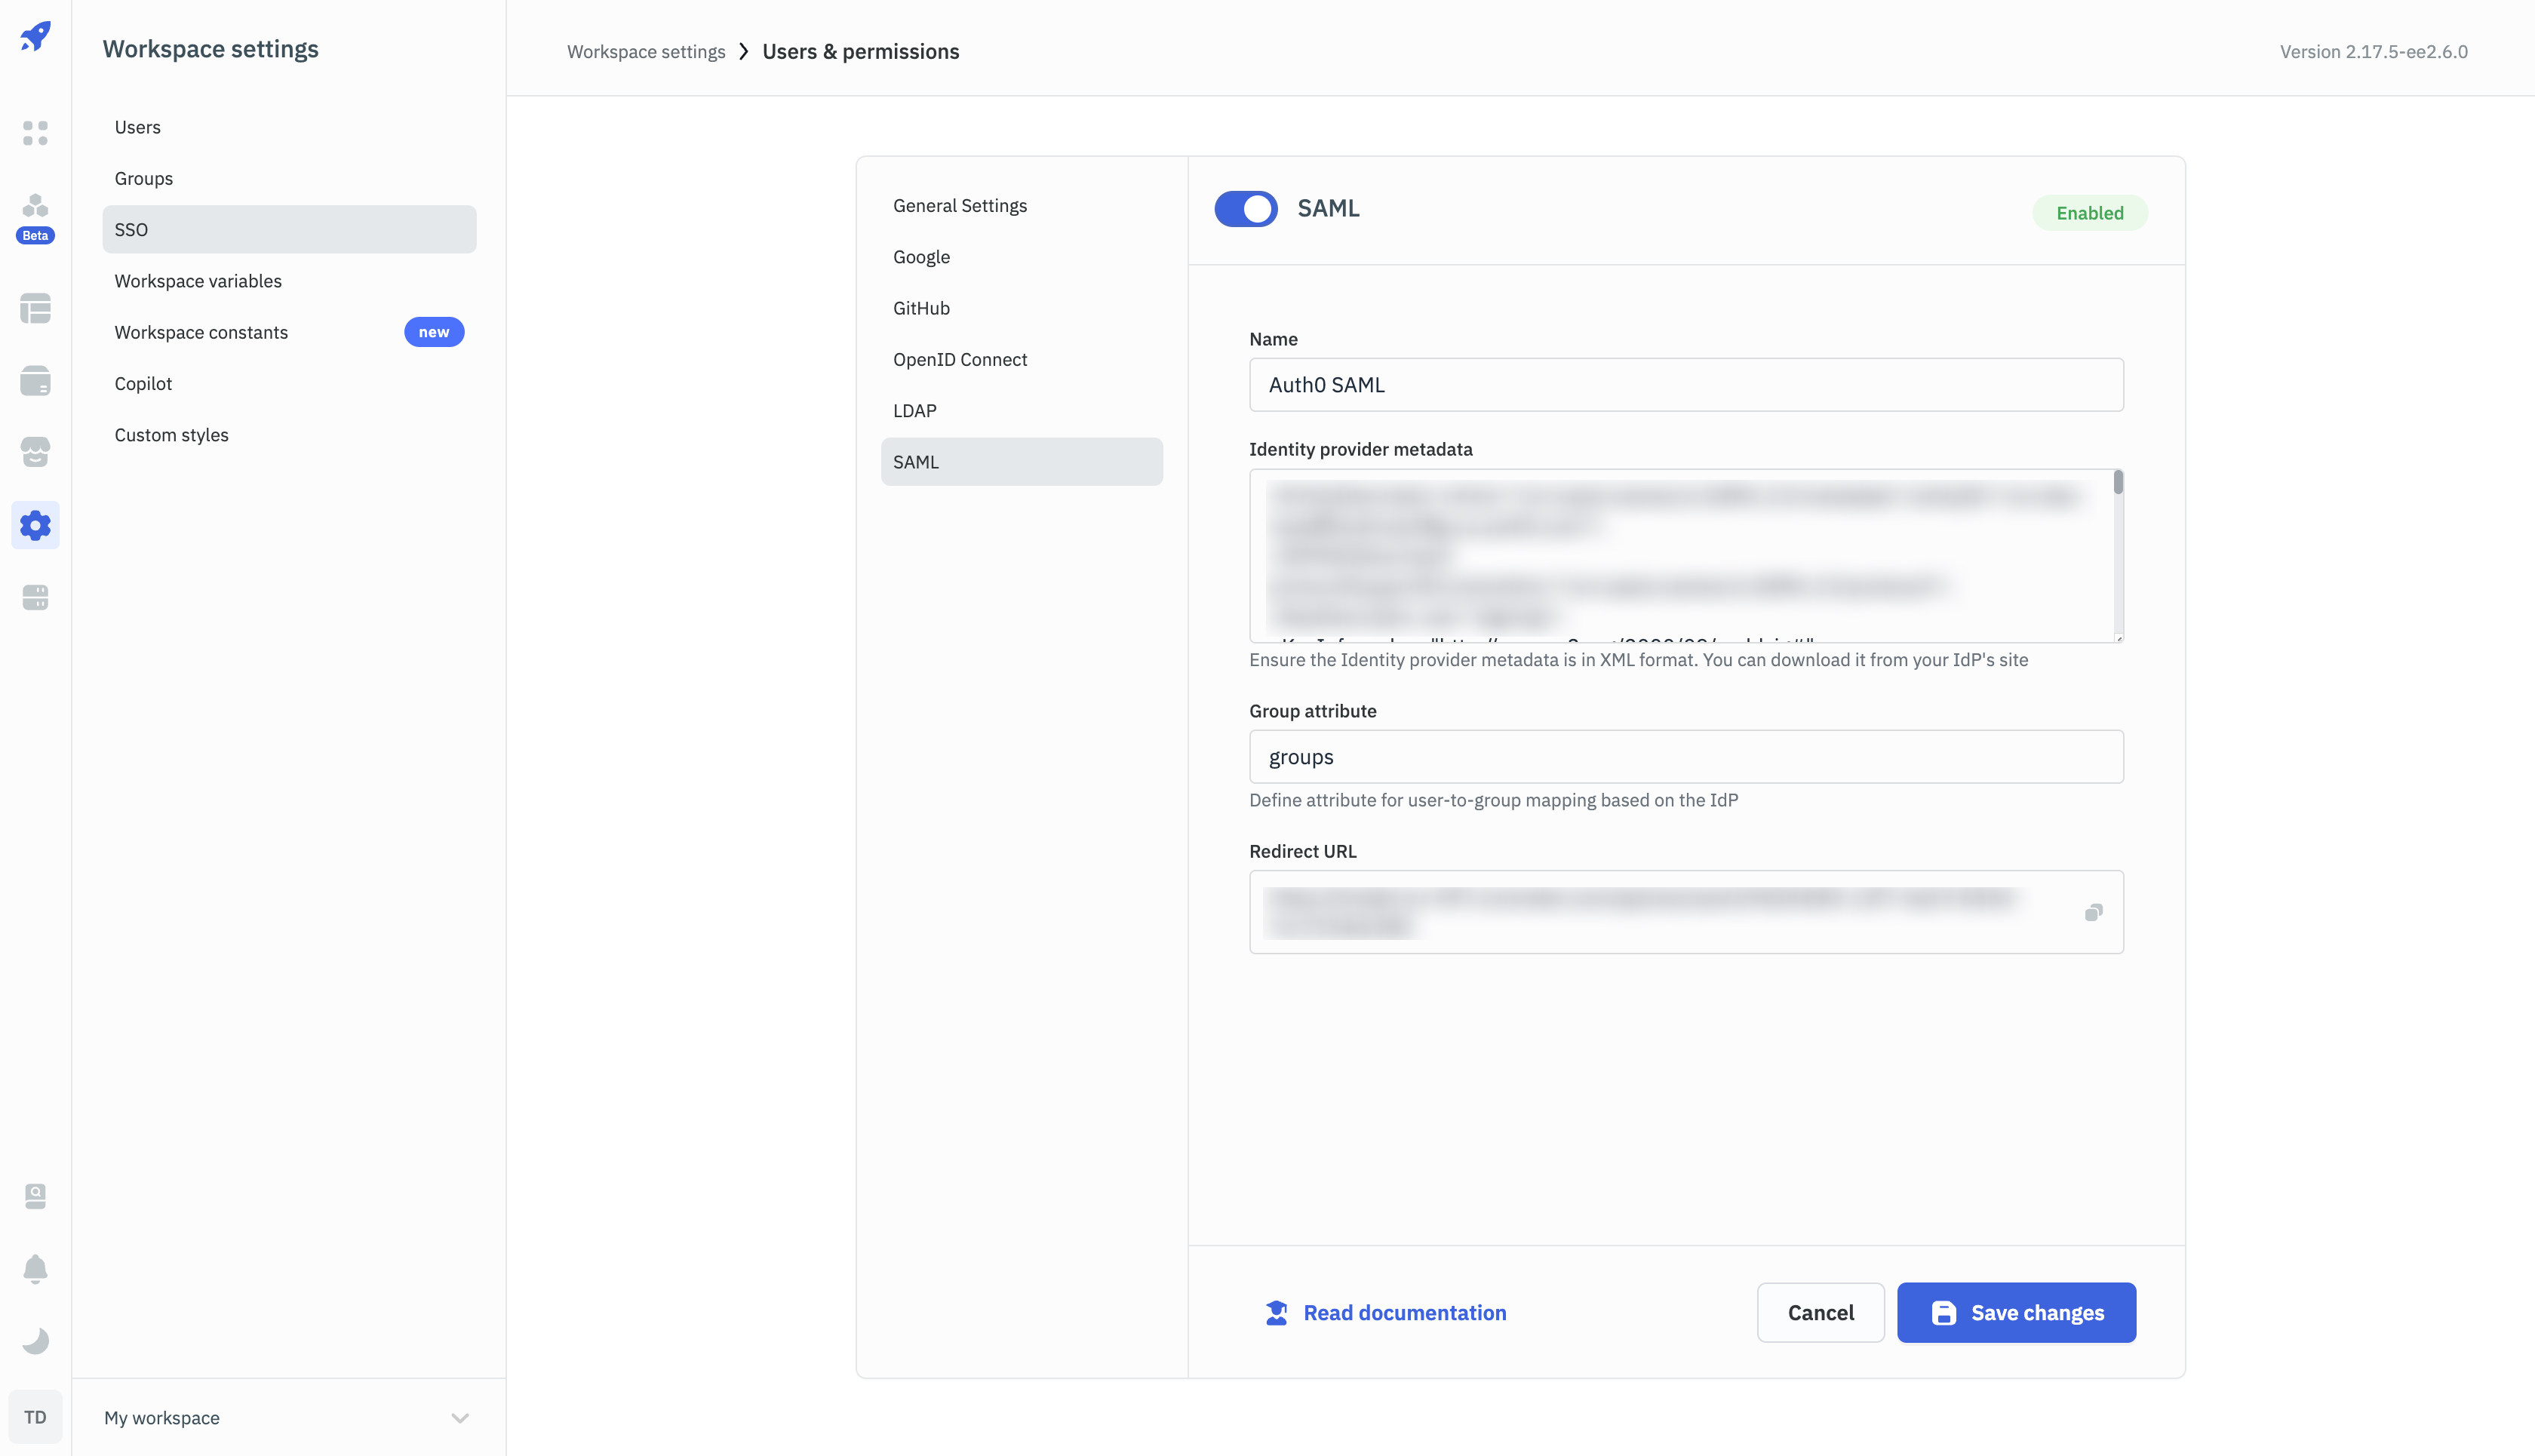 Workspace settings
Workspace settings > Users & permissions
Version 2.17.5-ee2.6.0
Beta
Users
Groups
SSO
Workspace variables
Workspace constants
new
Copilot
Custom styles
General Settings
Google
GitHub
OpenID Connect
LDAP
SAML
SAML
Enabled
Name
Auth0 SAML
Identity provider metadata
Ensure the Identity provider metadata is in XML format. You can download it from your IdP's site
Group attribute
groups
Define attribute for user-to-group mapping based on the IdP
Redirect URL
Read documentation
Cancel
Save changes
TD
My workspace